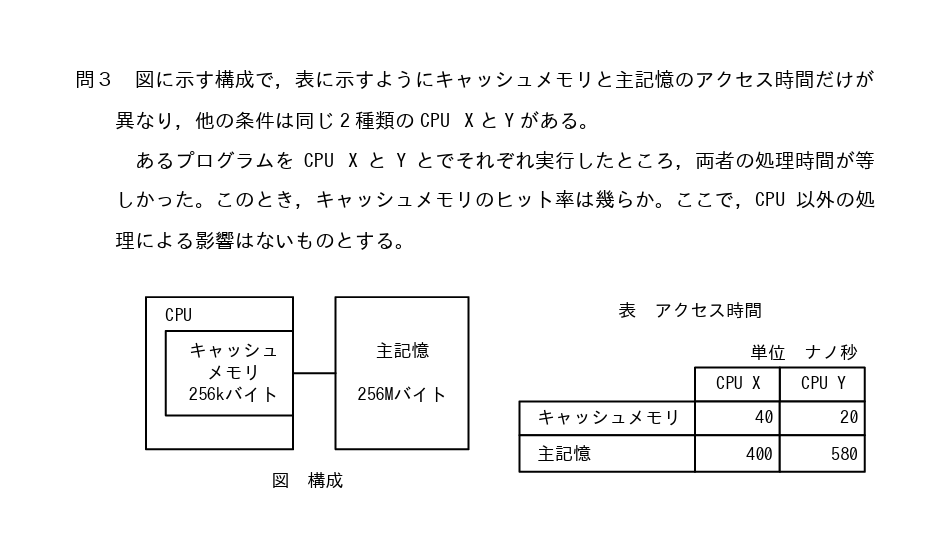 問３　図に示す構成で，表に示すようにキャッシュメモリと主記憶のアクセス時間だけが
異なり，他の条件は同じ２種類の CPU X と Y がある。
あるプログラムを CPU X と Y とでそれぞれ実行したところ，両者の処理時間が等
しかった。このとき，キャッシュメモリのヒット率は幾らか。ここで，CPU 以外の処
理による影響はないものとする。
CPU
キャッシュ
メモリ
256kバイト
主記憶
256Mバイト
図　構成
表　アクセス時間
単位　ナノ秒
CPU X CPU Y
キャッシュメモリ 40 20
主記憶 400 580